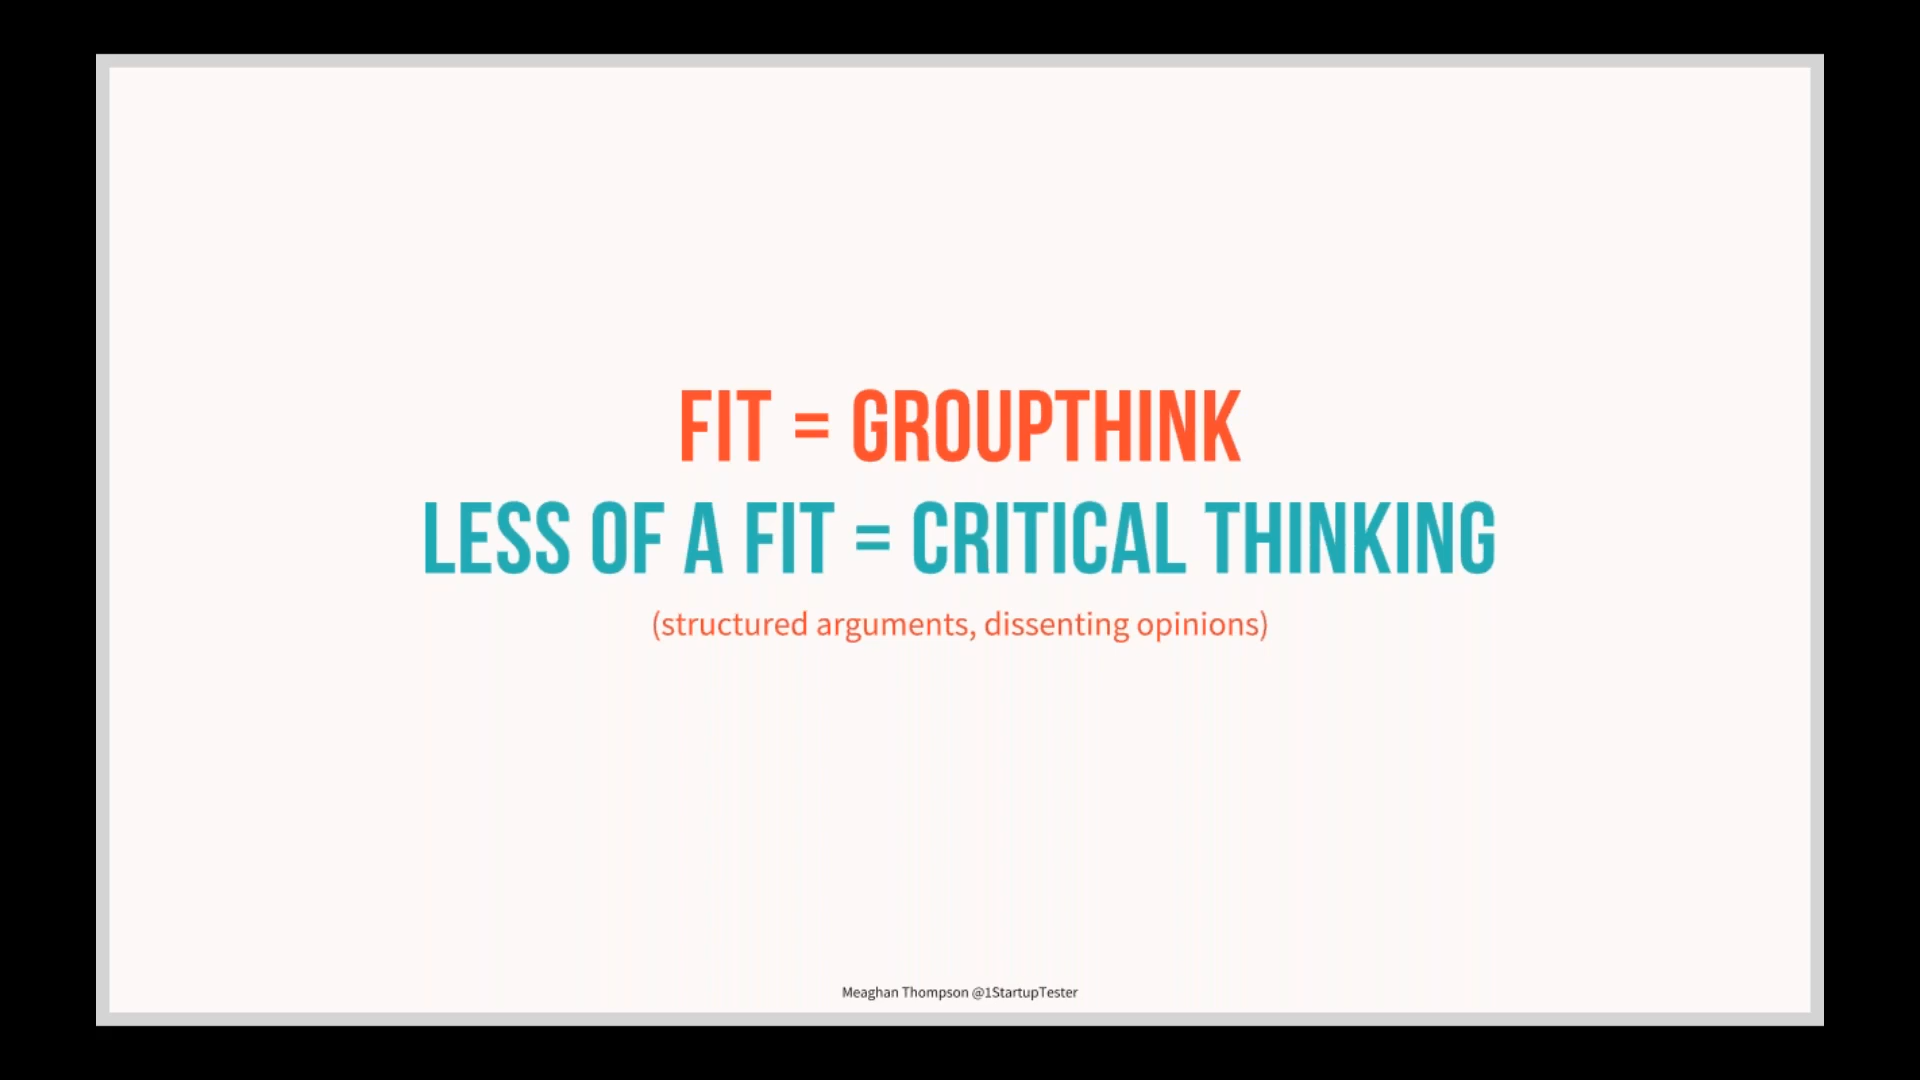 FIT = GROUPTHINK
LESS OF A FIT = CRITICAL THINKING
(structured arguments, dissenting opinions)
Meaghan Thompson @1StartupTester